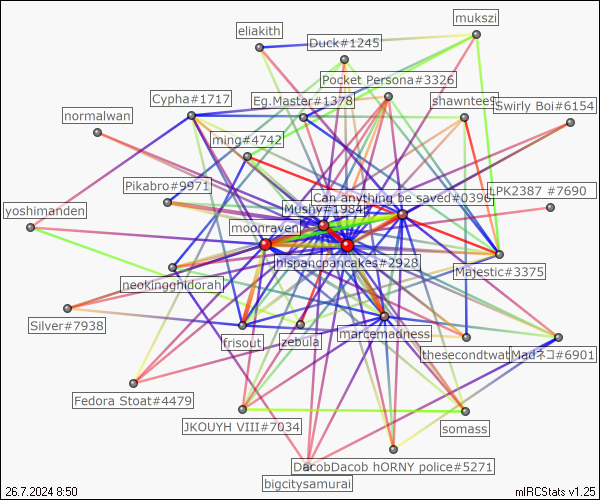 mukszi
eliakith
Duck#1245
Pocket Persona#3326
Cypha#1717
Eg.Master#1378
shawntee9
Swirly Boi#6154
normalwan
ming#4742
Pikabro#9971
LPK2387 #7690
Can anything be saved#0396
Mushy#1984
yoshimanden
moonraven
hispancpancakes#2928
Majestic#3375
neokingghidorah
Silver#7938
frisout
zebula
marcemadness
thesecondtwat
Madネコ#6901
Fedora Stoat#4479
JKOUYH VIII#7034
somass
DacobDacob hORNY police#5271
bigcitysamurai
26.7.2024 8:50
mIRCStats v1.25